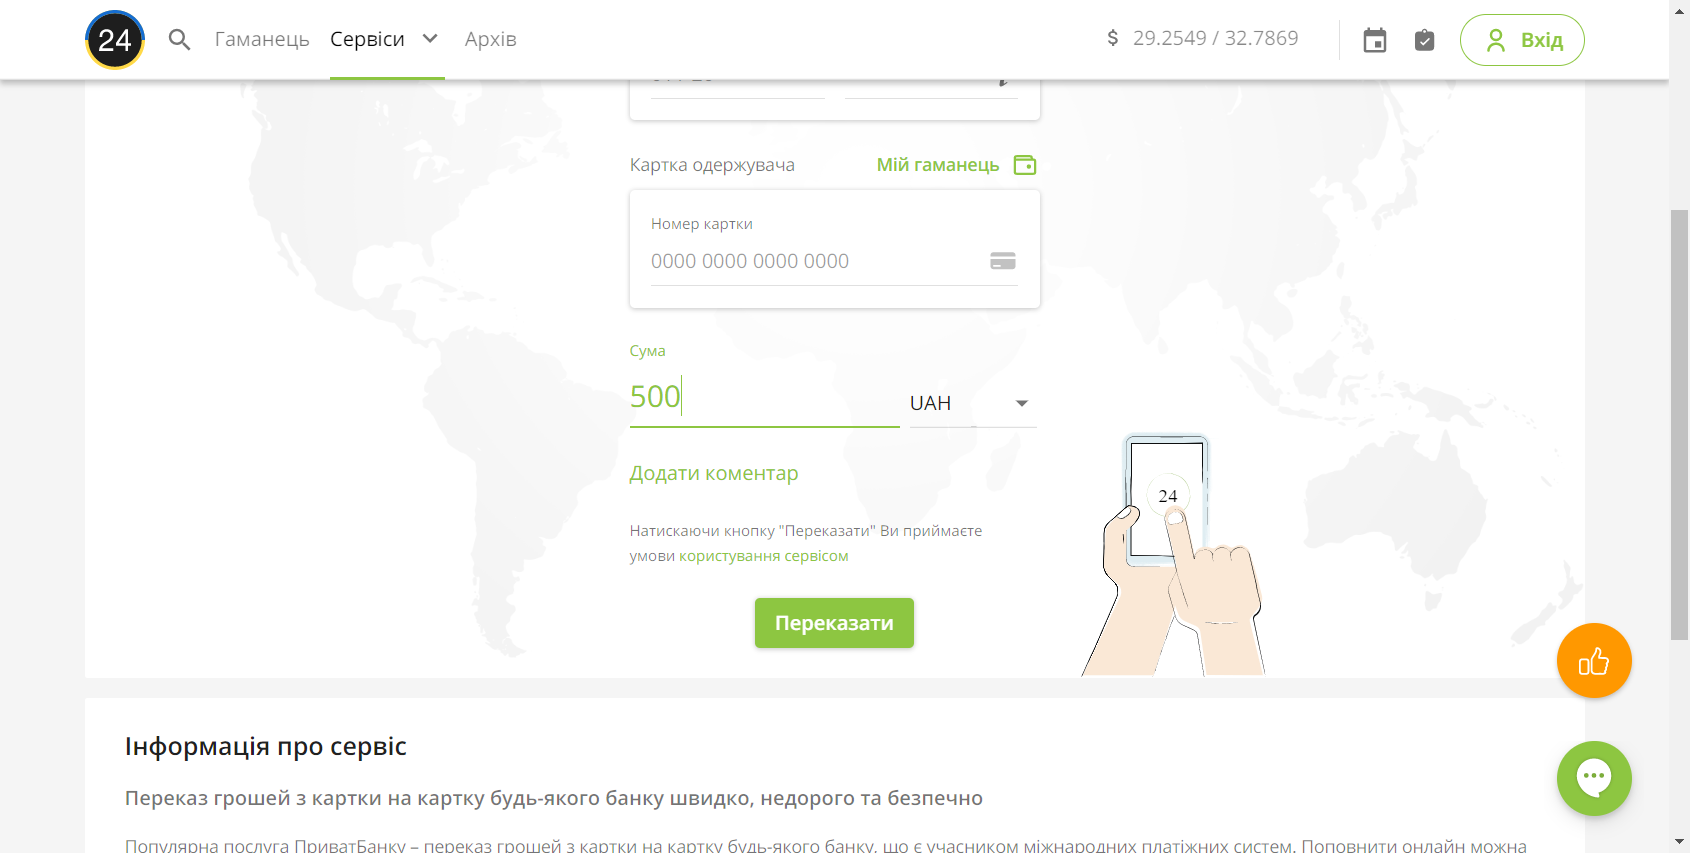 24 Гаманець Сервіси Архів $ 29.2549 / 32.7869 Вхід
Картка одержувача Мій гаманець
Номер картки
0000 0000 0000 0000
Сума
500 UAH
Додати коментар
24
Натискаючи кнопку "Переказати" Ви приймаєте
умови користування сервісом
Переказати
Інформація про сервіс
Переказ грошей з картки на картку будь-якого банку швидко, недорого та безпечно
Популярна послуга ПриватБанку – переказ грошей з картки на картку будь-якого банку, що є учасником міжнародних платіжних систем. Поповнити онлайн можна